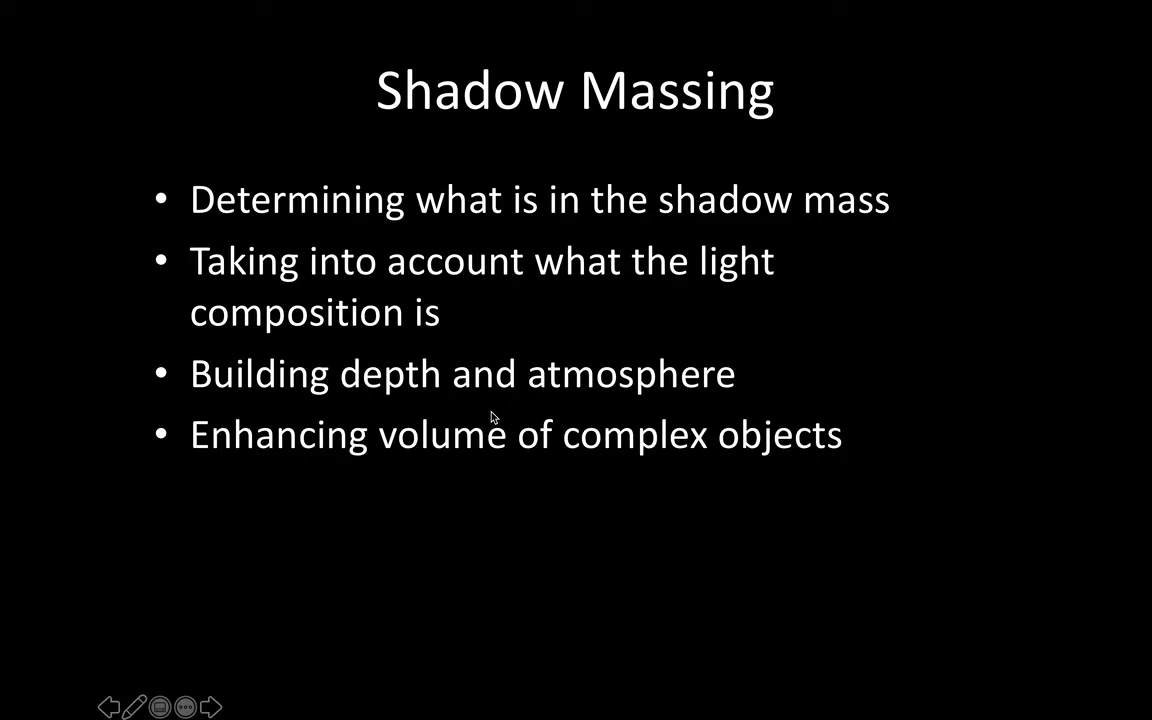 Shadow Massing
• Determining what is in the shadow mass
• Taking into account what the light
composition is
• Building depth and atmosphere
• Enhancing volume of complex objects